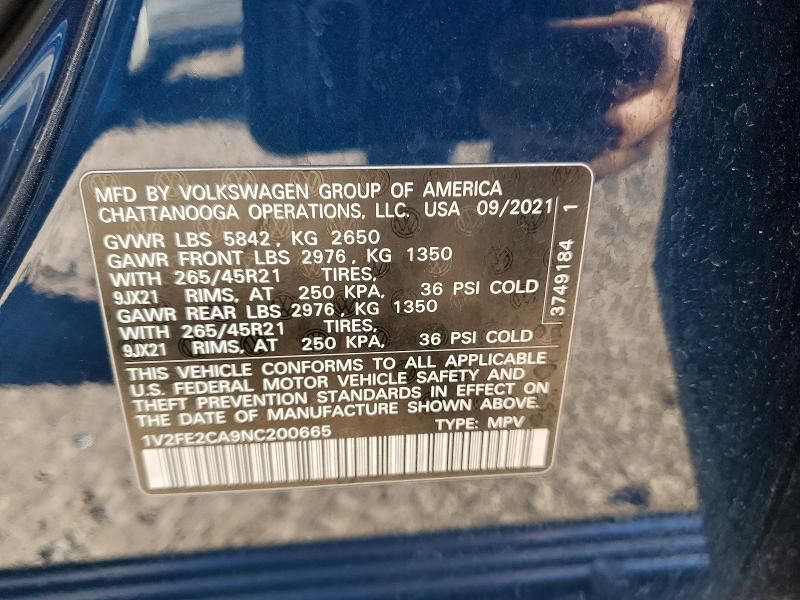 MFD BY VOLKSWAGEN GROUP OF AMERICA
CHATTANOOGA OPERATIONS, LLC, USA 09/2021
GVWR LBS 5842, KG 2650
GAWR FRONT LBS 2976, KG 1350
WITH 265/45R21 TIRES,
9JX21 RIMS, AT 250 KPA, 36 PSI COLD
GAWR REAR LBS 2976, KG 1350
WITH 265/45R21 TIRES,
9JX21 RIMS, AT 250 KPA, 36 PSI COLD
THIS VEHICLE CONFORMS TO ALL APPLICABLE
U.S. FEDERAL MOTOR VEHICLE SAFETY AND
THEFT PREVENTION STANDARDS IN EFFECT ON
THE DATE OF MANUFACTURE SHOWN ABOVE.
1V2FE2CA9NC200665 TYPE: MPV
3749184 1